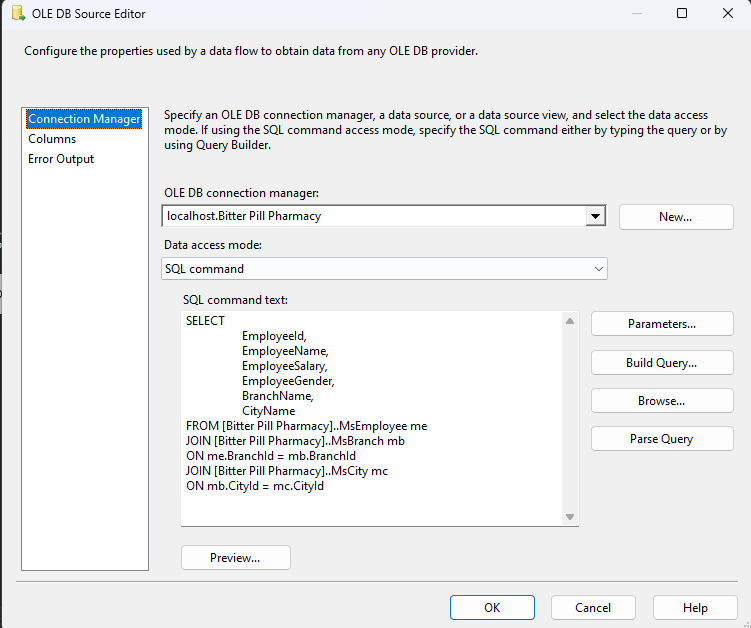 OLE DB Source Editor
Configure the properties used by a data flow to obtain data from any OLE DB provider.
Connection Manager
Columns
Error Output
Specify an OLE DB connection manager, a data source, or a data source view, and select the data access
mode. If using the SQL command access mode, specify the SQL command either by typing the query or by
using Query Builder.
OLE DB connection manager:
localhost.Bitter Pill Pharmacy
New...
Data access mode:
SQL command
SQL command text:
SELECT
EmployeeId,
EmployeeName,
EmployeeSalary,
EmployeeGender,
BranchName,
CityName
FROM [Bitter Pill Pharmacy]..MsEmployee me
JOIN [Bitter Pill Pharmacy]..MsBranch mb
ON me.BranchId = mb.BranchId
JOIN [Bitter Pill Pharmacy]..MsCity mc
ON mb.CityId = mc.CityId
Parameters...
Build Query...
Browse...
Parse Query
Preview...
OK
Cancel
Help